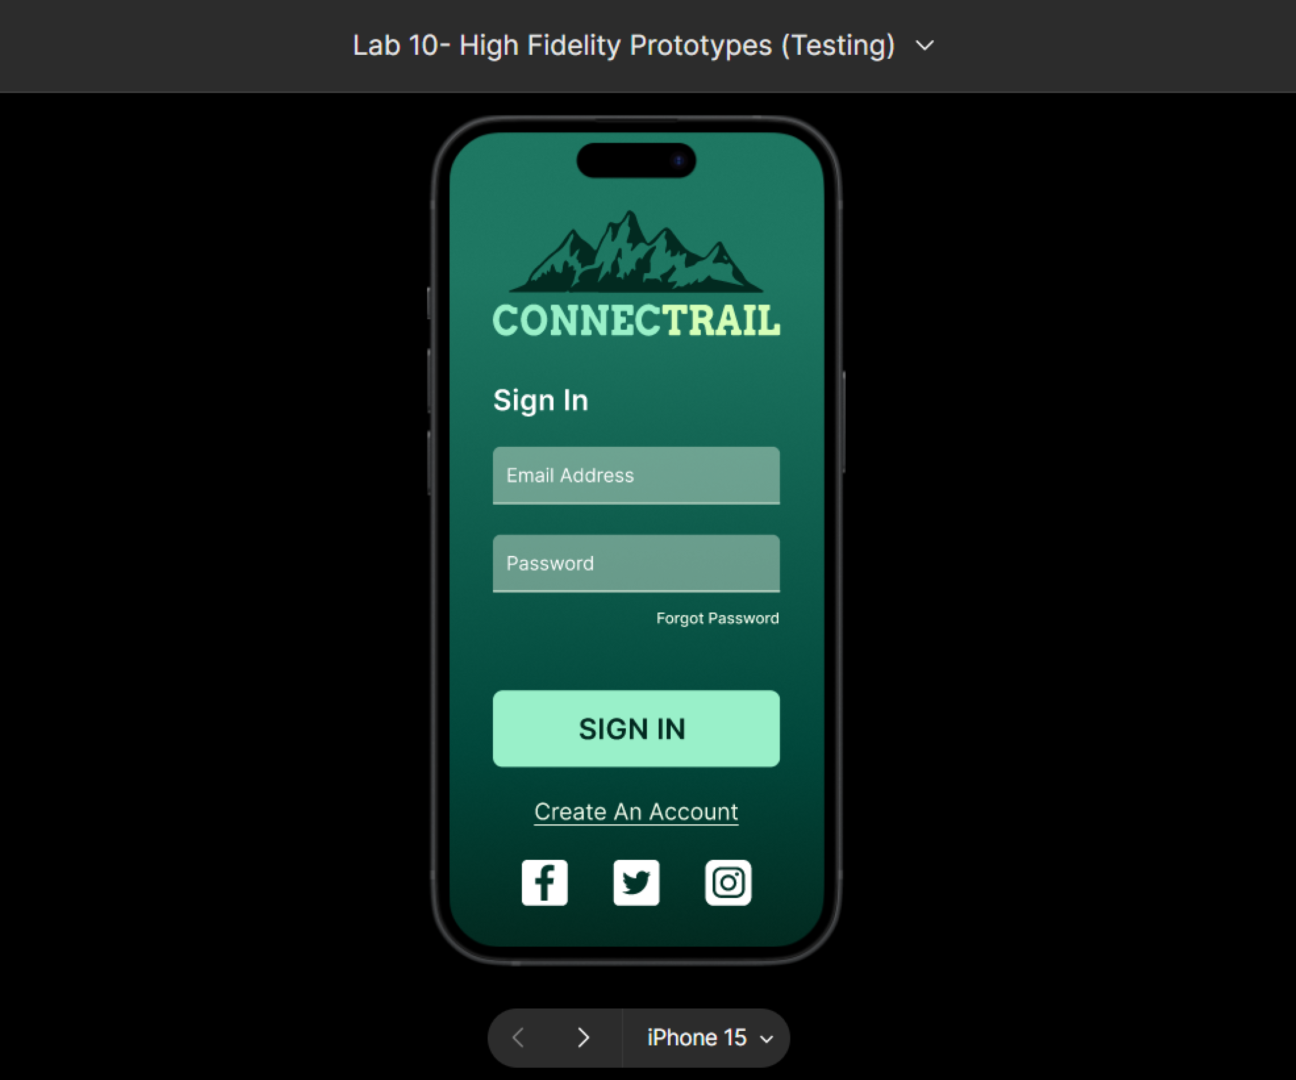 Lab 10- High Fidelity Prototypes (Testing)
CONNECTRAIL
Sign In
Email Address
Password
Forgot Password
SIGN IN
Create An Account
iPhone 15